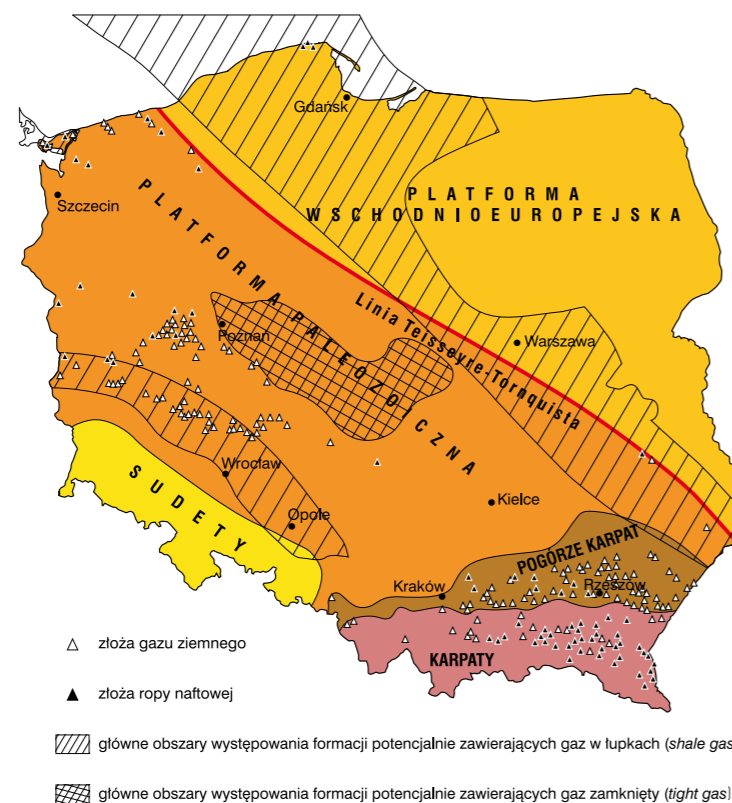 Gdańsk
PLATFORMA
WSCHODNIOEUROPEJSKA
Szczecin
PLATFORMA PALEOZOICZNA
Linia Teisseyre-Tornquista
Poznań
Warszawa
Wrocław
SUDETY
Opole
Kielce
POGÓRZE KARPAT
Kraków
Rzeszów
KARPATY
złoża gazu ziemnego
złoża ropy naftowej
główne obszary występowania formacji potencjalnie zawierających gaz w łupkach (shale gas
główne obszary występowania formacji potencjalnie zawierających gaz zamknięty (tight gas)